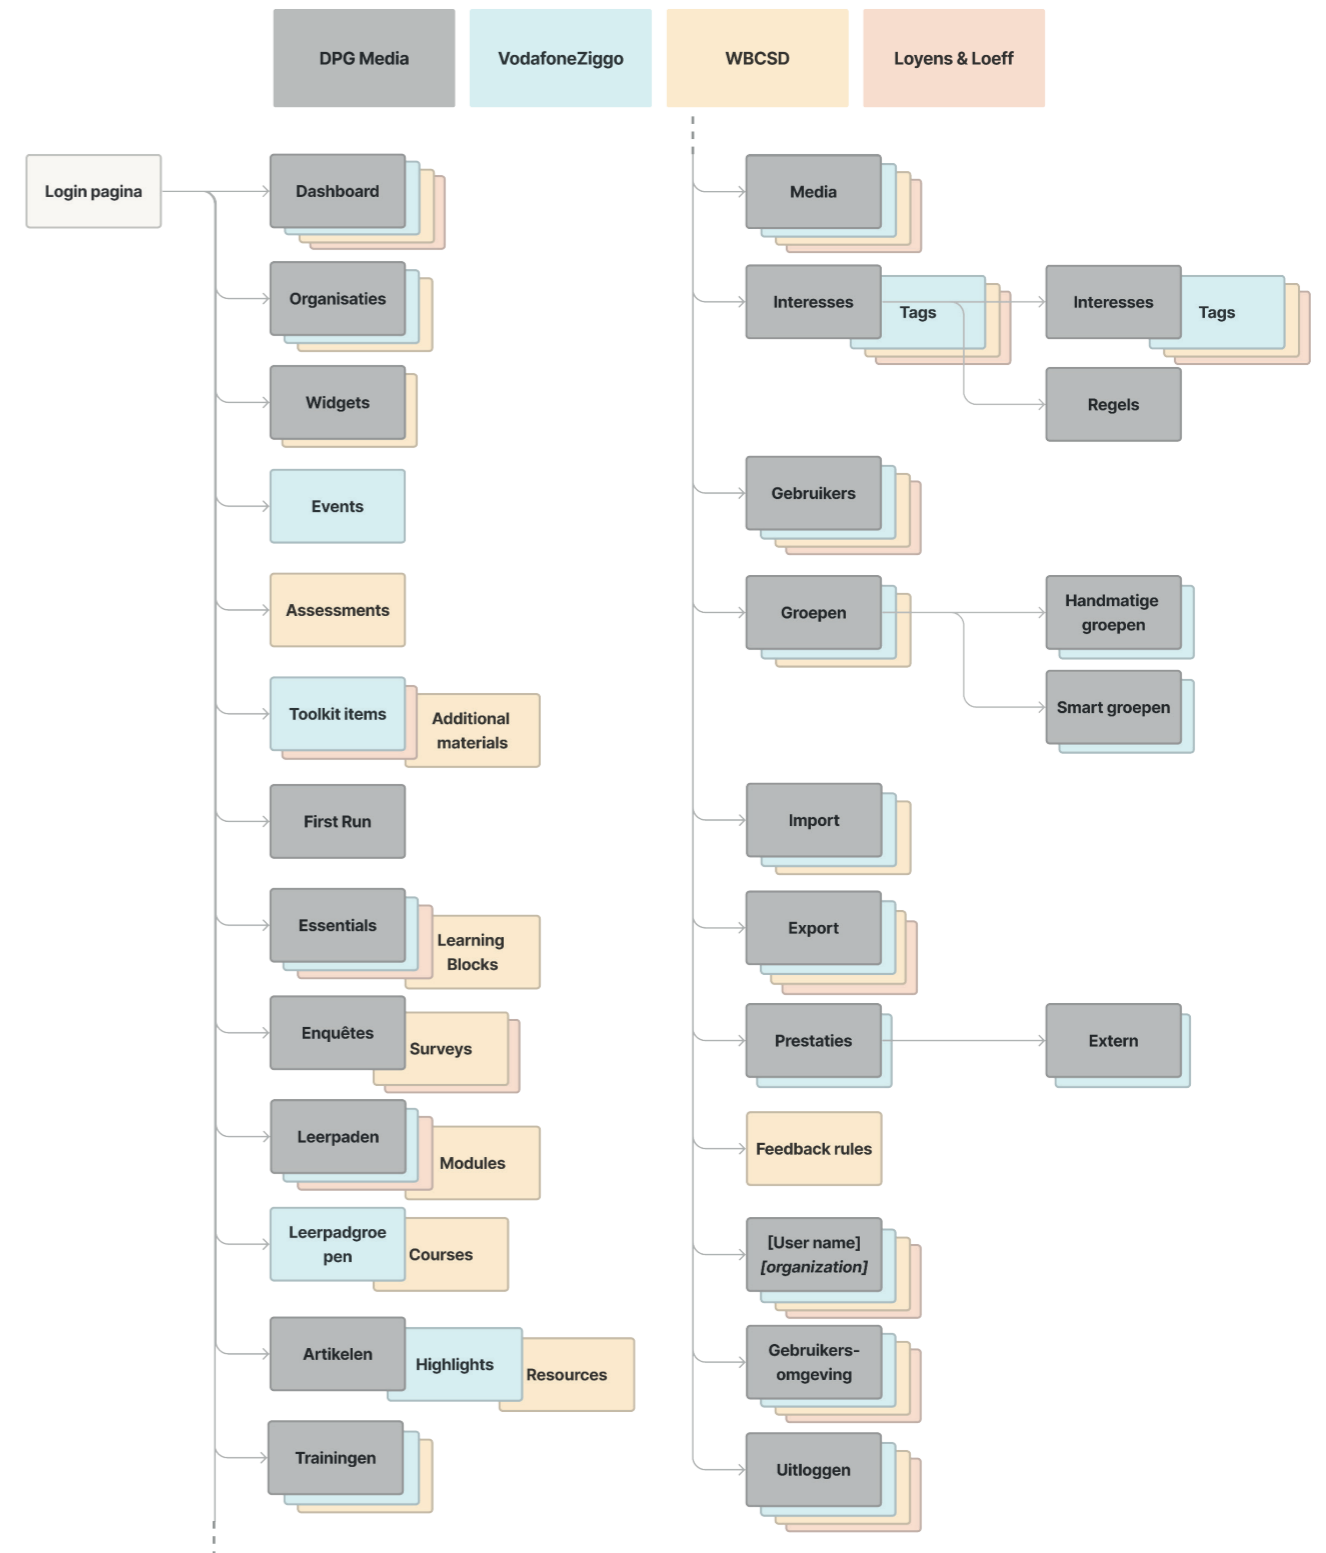 DPG Media
VodafoneZiggo
WBCSD
Loyens & Loeff
Login pagina
Dashboard
Organisaties
Widgets
Events
Assessments
Toolkit items
Additional
materials
First Run
Essentials
Learning
Blocks
Enquêtes
Surveys
Leerpaden
Modules
Leerpadgroe
pen
Courses
Artikelen
Highlights
Resources
Trainingen
Media
Interesses
Tags
Interesses
Tags
Regels
Gebruikers
Groepen
Handmatige
groepen
Smart groepen
Import
Export
Prestaties
Extern
Feedback rules
[User name]
[organization]
Gebruikers-
omgeving
Uitloggen